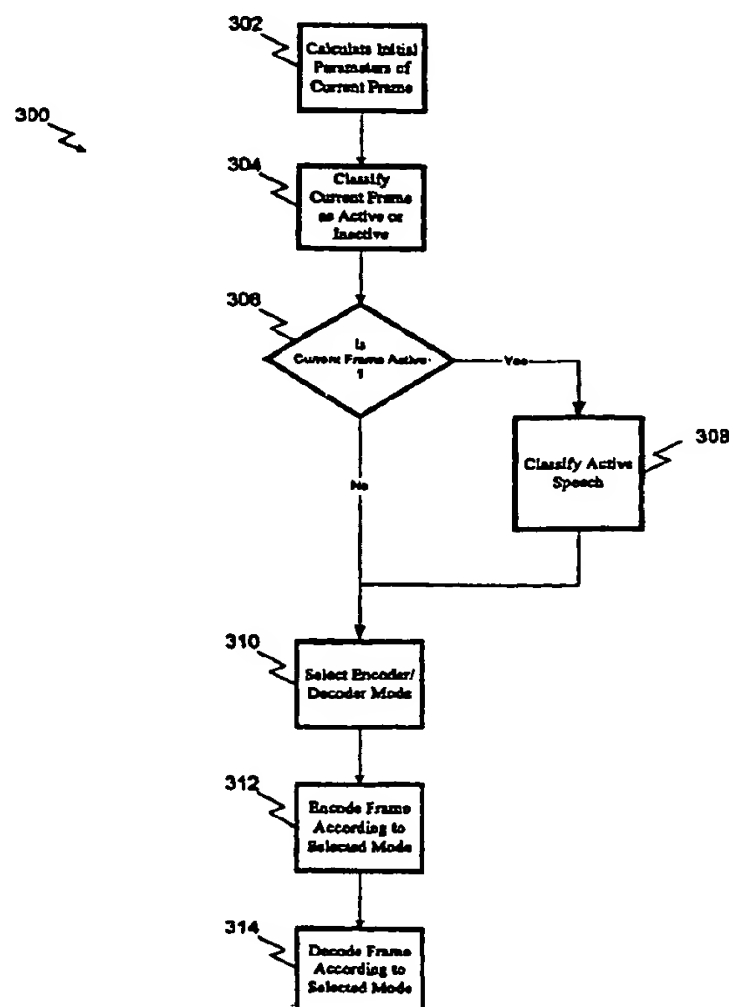 302
Calculate Initial
Parameters of
Current Frame
300
304
Classify
Current Frame
as Active or
Inactive
306
Is
Current Frame Active
?
Yes
308
Classify Active
Speech
No
310
Select Encoder/
Decoder Mode
312
Encode Frame
According to
Selected Mode
314
Decode Frame
According to
Selected Mode